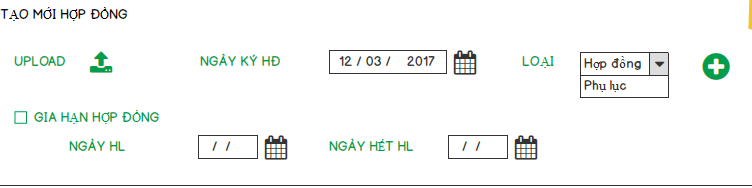 TẠO MỚI HỢP ĐỒNG
UPLOAD NGÀY KÝ HĐ 12 / 03 / 2017 LOẠI Hợp đồng
Phụ lục
GIA HẠN HỢP ĐỒNG
NGÀY HL / / NGÀY HẾT HL / /